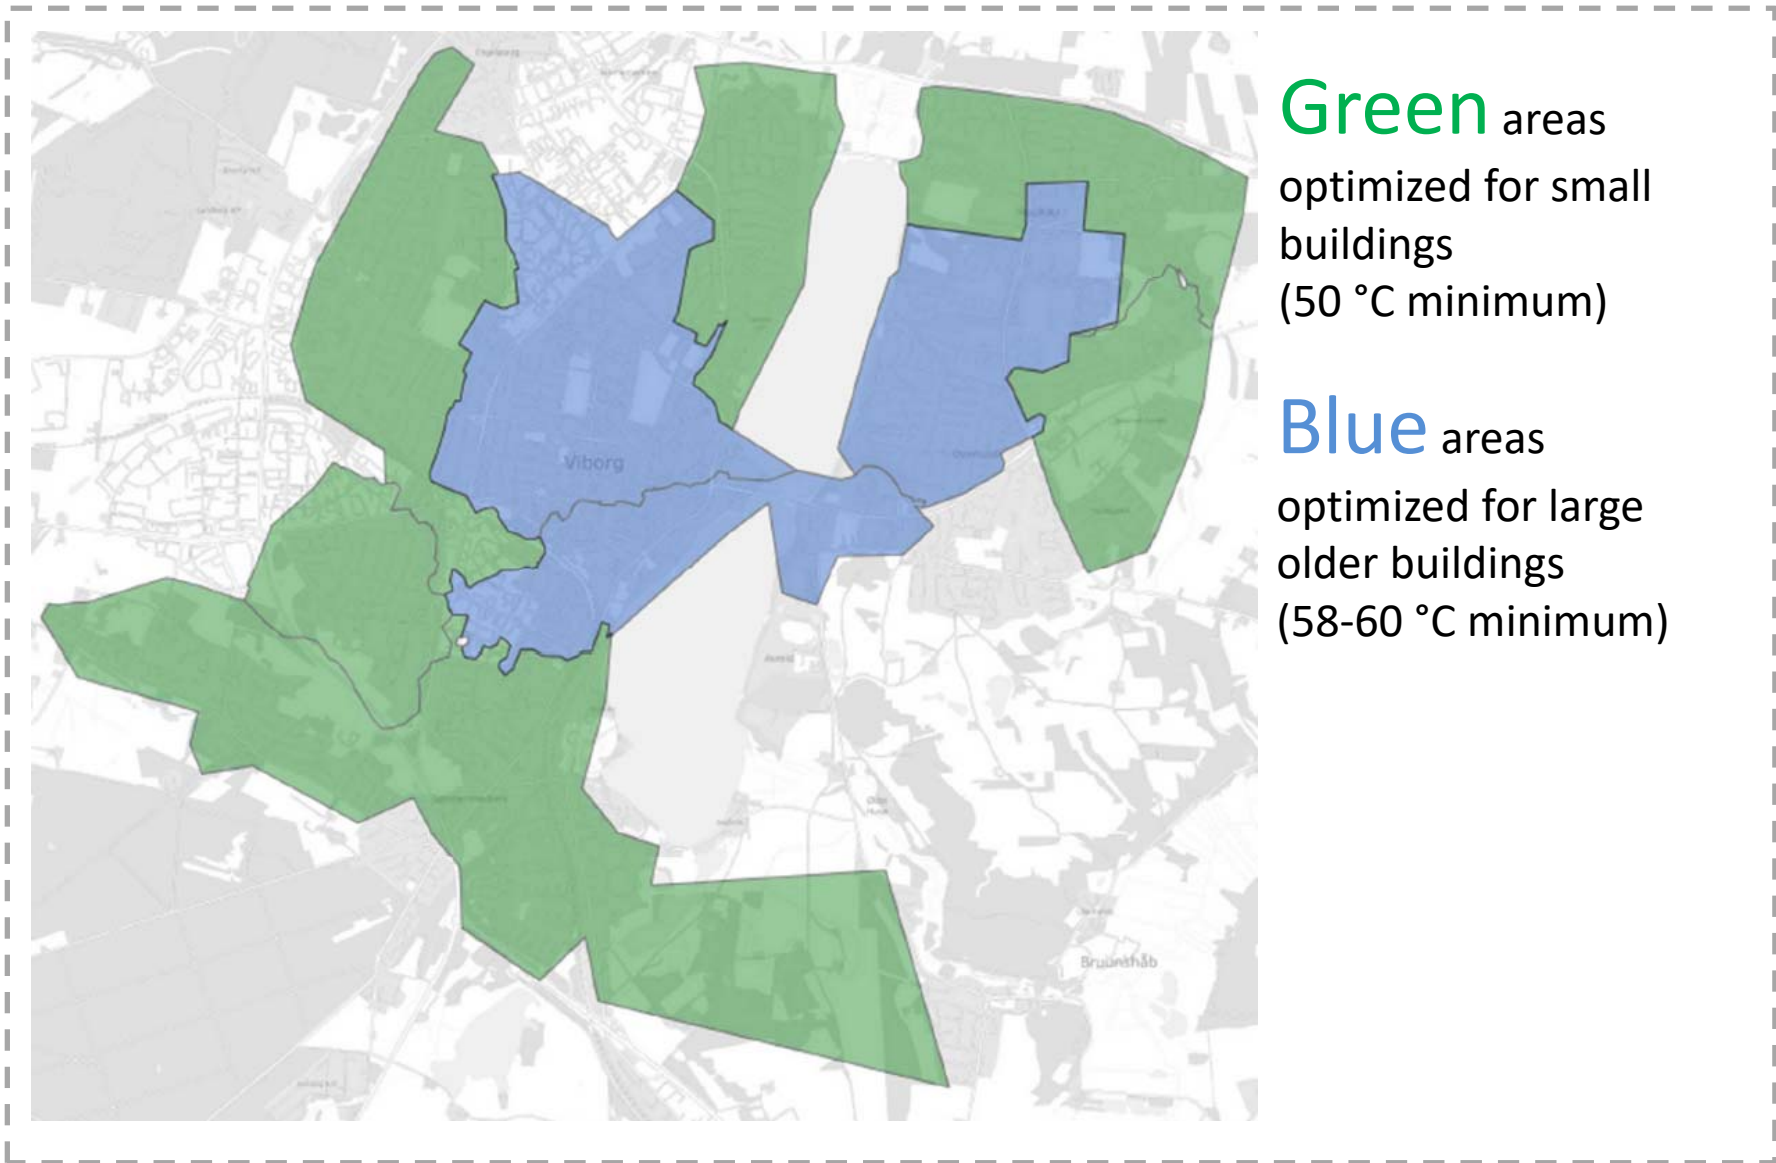 Green areas
optimized for small
buildings
(50 °C minimum)
Blue areas
optimized for large
older buildings
(58-60 °C minimum)
Viborg
Bruunshåb